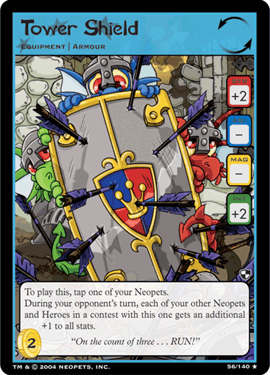 Tower Shield
EQUIPMENT | ARMOUR
+2
–
MAG
–
INT
+2
To play this, tap one of your Neopets.
During your opponent's turn, each of your other Neopets
and Heroes in a contest with this one gets an additional
+1 to all stats.
2
"On the count of three . . . RUN!"
TM & © 2004 NEOPETS, INC.
56/140 ★